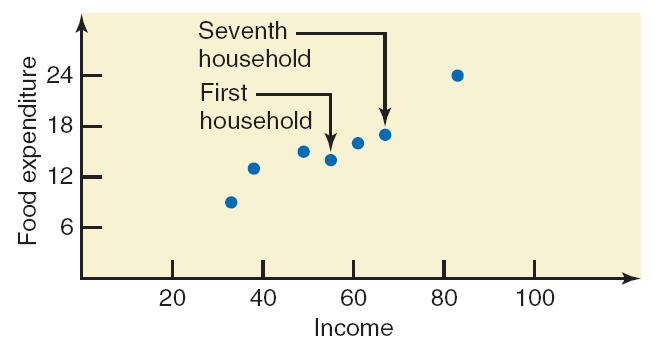 Seventh
household
First
household
Food expenditure
24
18
12
6
20 40 60 80 100
Income